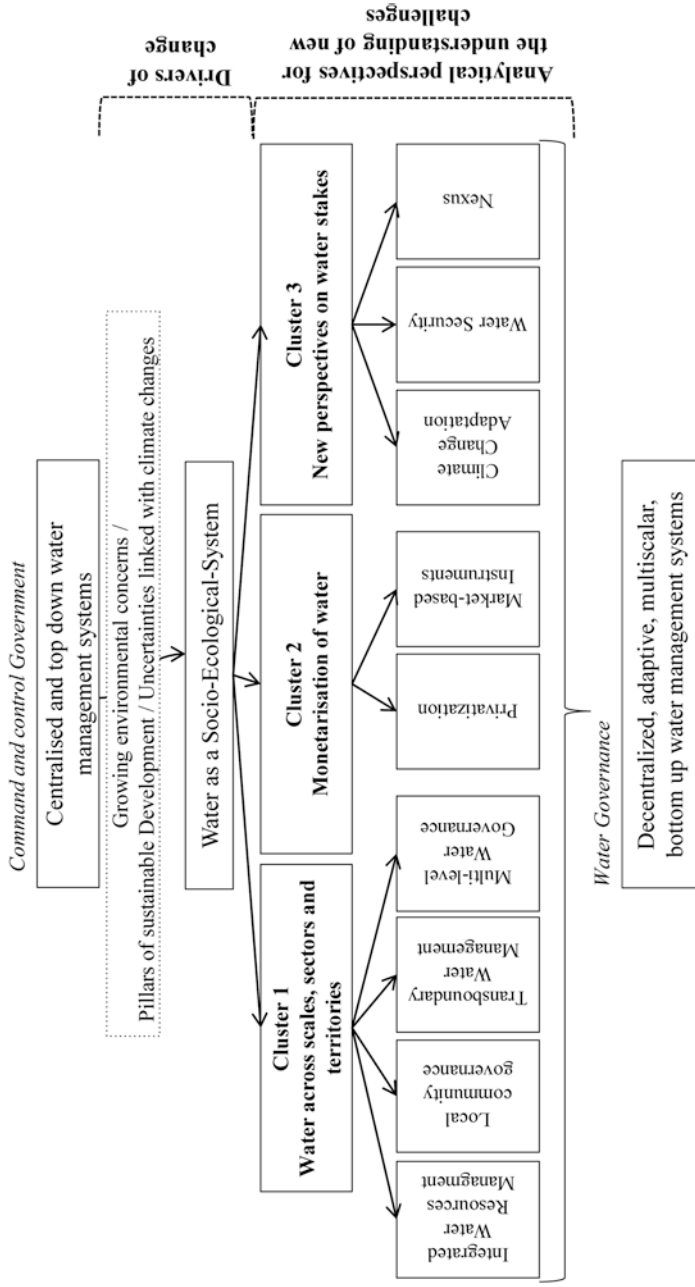 Command and control Government
Centralised and top down water
management systems
Growing environmental concerns /
Pillars of sustainable Development / Uncertainties linked with climate changes
Water as a Socio-Ecological-System
Drivers of
change
Cluster 1
Water across scales, sectors and
territories
Cluster 2
Monetarisation of water
Cluster 3
New perspectives on water stakes
Integrated
Water
Resources
Managment
Local
community
governance
Transboundary
Water
Management
Multi-level
Water
Governance
Privatization
Market-based
Instruments
Climate
Change
Adaptation
Water Security
Nexus
Analytical perspectives for
the understanding of new
challenges
Water Governance
Decentralized, adaptive, multiscalar,
bottom up water management systems